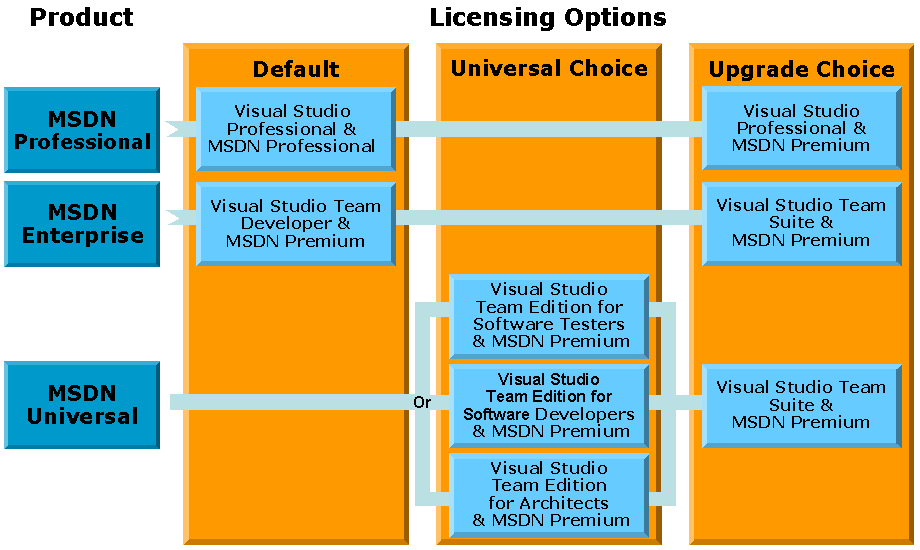 Product
Licensing Options
Default
Universal Choice
Upgrade Choice
MSDN
Professional
Visual Studio
Professional &
MSDN Professional
Visual Studio
Professional &
MSDN Premium
MSDN
Enterprise
Visual Studio Team
Developer &
MSDN Premium
Visual Studio Team
Suite &
MSDN Premium
MSDN
Universal
Or
Visual Studio
Team Edition for
Software Testers
& MSDN Premium
Visual Studio
Team Edition for
Software Developers
& MSDN Premium
Visual Studio
Team Edition
for Architects
& MSDN Premium
Visual Studio Team
Suite &
MSDN Premium